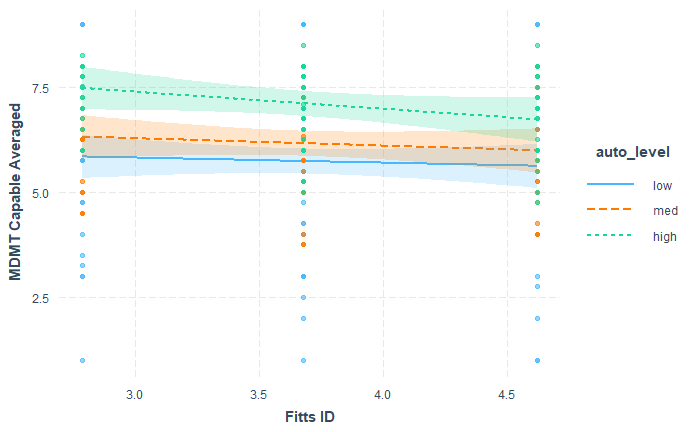 7.5
5.0
2.5
MDMT Capable Averaged
3.0
3.5
4.0
4.5
Fitts ID
auto_level
low
med
high